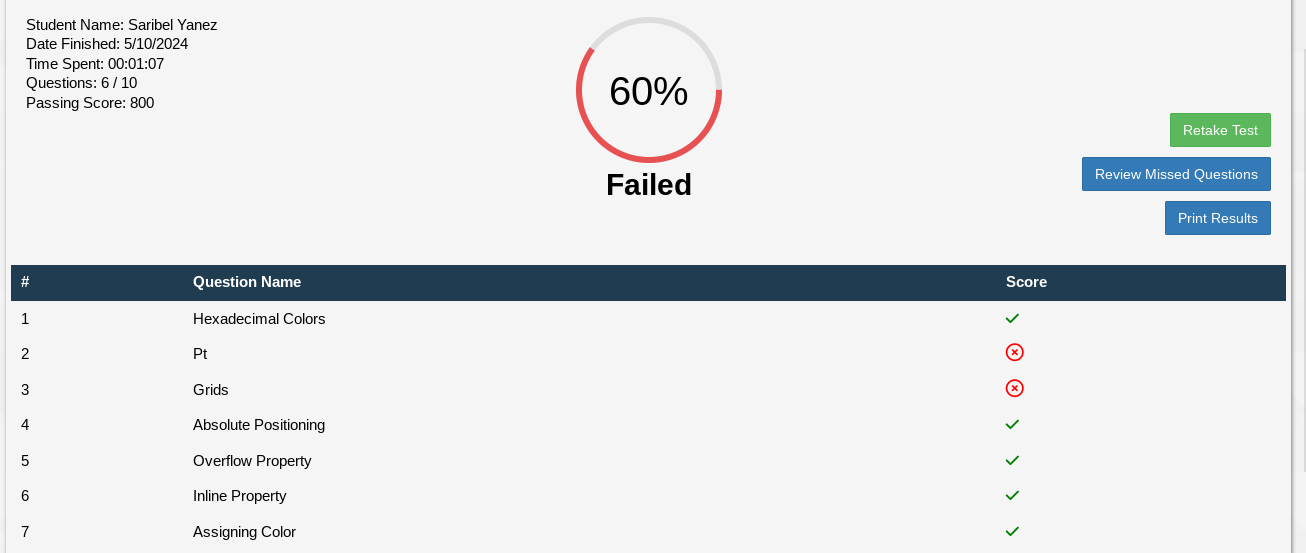 Student Name: Saribel Yanez
Date Finished: 5/10/2024
Time Spent: 00:01:07
Questions: 6 / 10
Passing Score: 800
60%
Failed
Retake Test
Review Missed Questions
Print Results
# Question Name Score
1 Hexadecimal Colors
2 Pt
3 Grids
4 Absolute Positioning
5 Overflow Property
6 Inline Property
7 Assigning Color